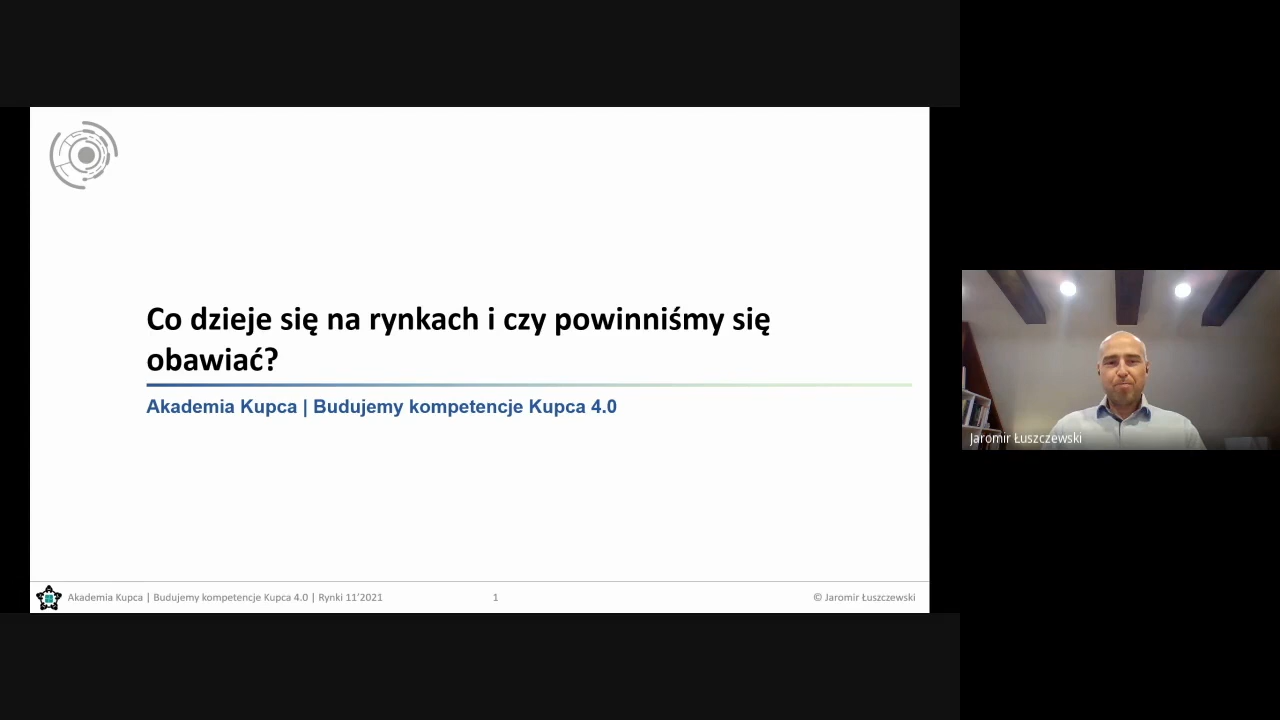 Co dzieje się na rynkach i czy powinniśmy się
obawiać?
Akademia Kupca | Budujemy kompetencje Kupca 4.0
Akademia Kupca | Budujemy kompetencje Kupca 4.0 | Rynki 11'2021
1
© Jaromir Łuszczewski
Jaromir Łuszczewski